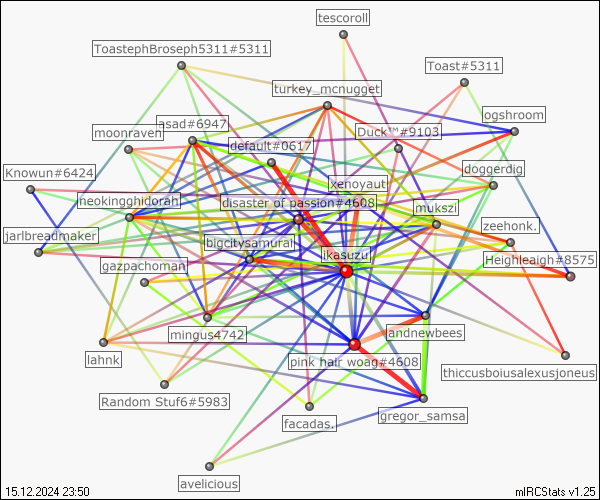 tescoroll
ToastephBroseph5311#5311
Toast#5311
turkey_mcnugget
ogshroom
asad#6947
moonraven
Duck™#9103
default#0617
Knowun#6424
doggerdig
xenoyaut
neokingghidorah
disaster of passion#4608
mukszi
zeehonk.
jarlbreadmaker
bigcitysamurai
ikasuzu
Heighleaigh#8575
gazpachoman
mingus4742
andnewbees
lahnk
pink hair woag#4608
thiccusboiusalexusjoneus
Random Stuf6#5983
gregor_samsa
facadas.
avelicious
15.12.2024 23:50
mIRCStats v1.25